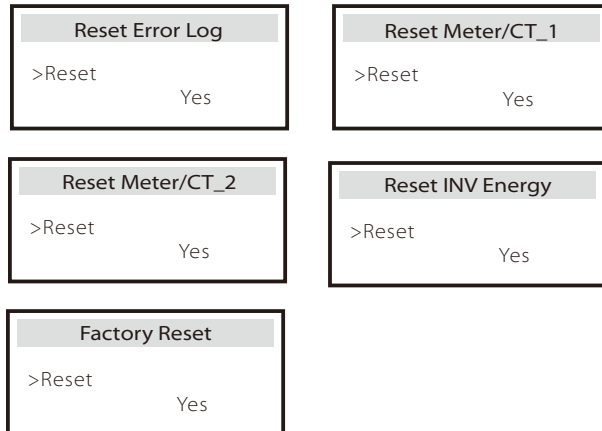 Reset Error Log
>Reset
Yes
Reset Meter/CT_1
>Reset
Yes
Reset Meter/CT_2
>Reset
Yes
Reset INV Energy
>Reset
Yes
Factory Reset
>Reset
Yes